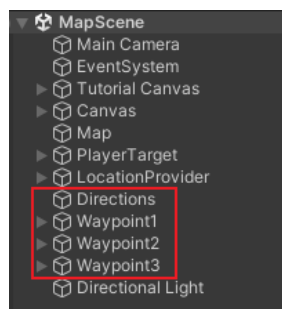 MapScene
Main Camera
EventSystem
Tutorial Canvas
Canvas
Map
PlayerTarget
LocationProvider
Directions
Waypoint1
Waypoint2
Waypoint3
Directional Light